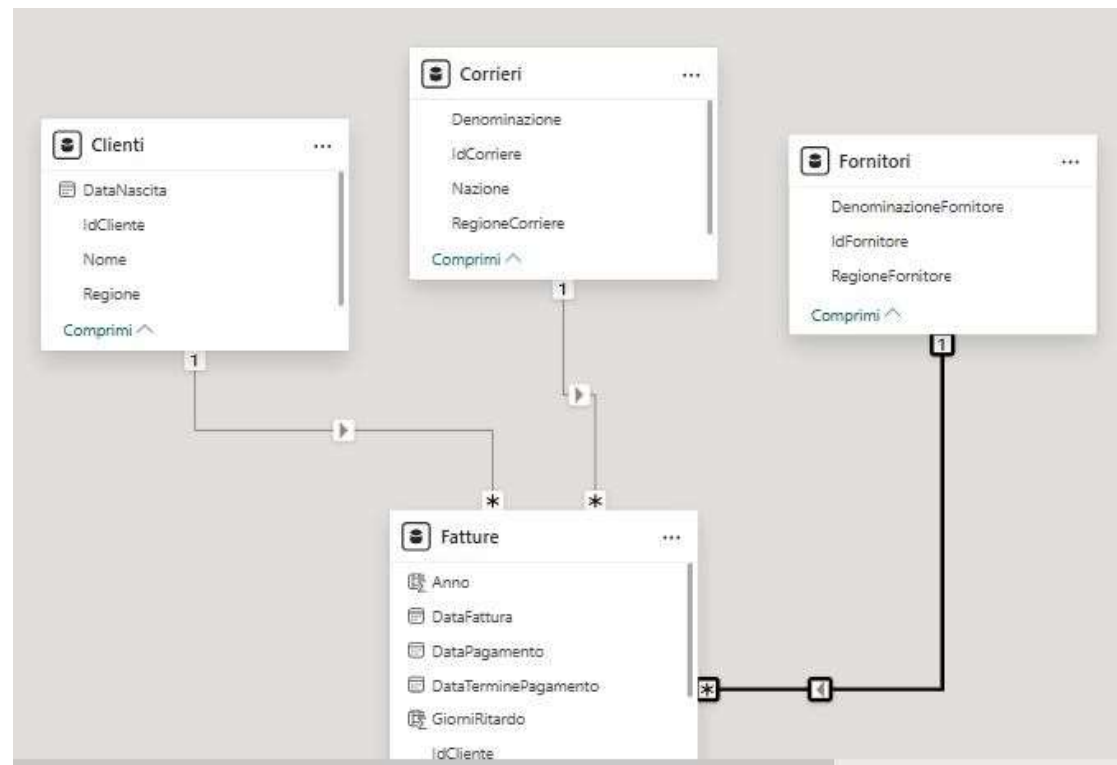 Corrieri
...
Denominazione
IdCorriere
Nazione
RegioneCorriere
Comprimi
1
Clienti
...
DataNascita
IdCliente
Nome
Regione
Comprimi
1
Fornitori
...
DenominazioneFornitore
IdFornitore
RegioneFornitore
Comprimi
1
*
*
Fatture
...
Anno
DataFattura
DataPagamento
DataTerminePagamento
GiorniRitardo
IdCliente
*